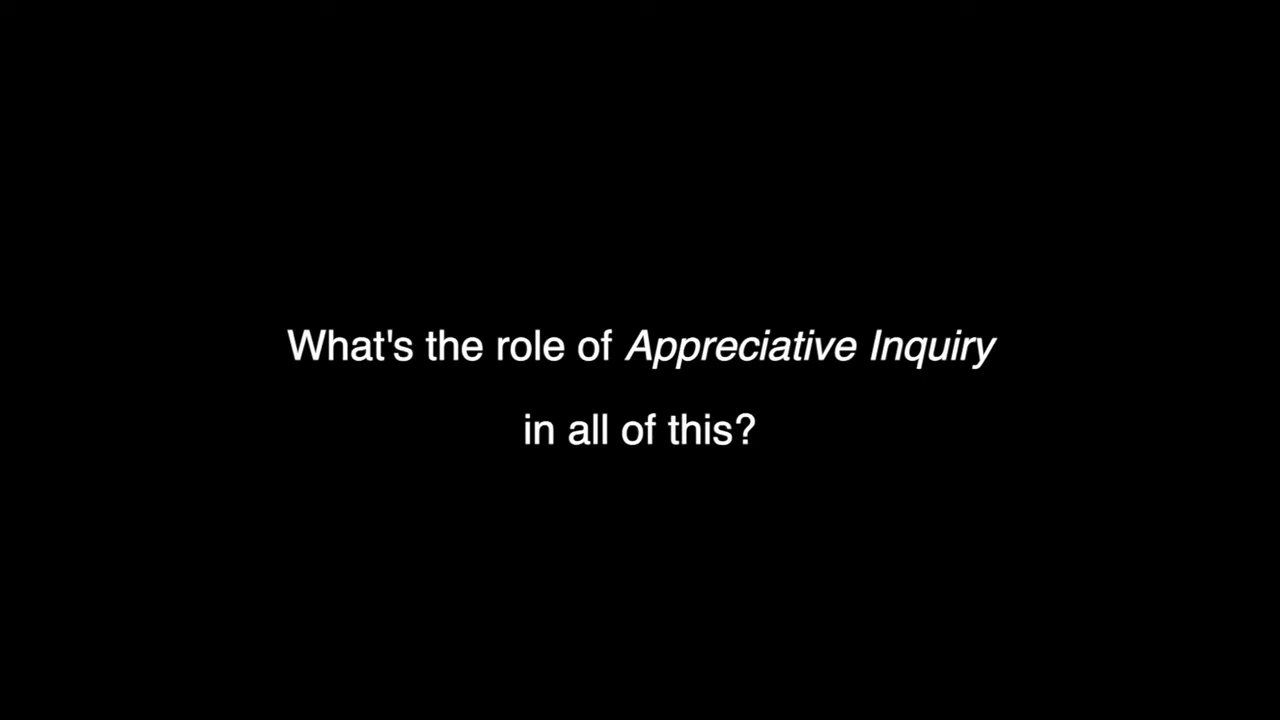 What's the role of Appreciative Inquiry
in all of this?